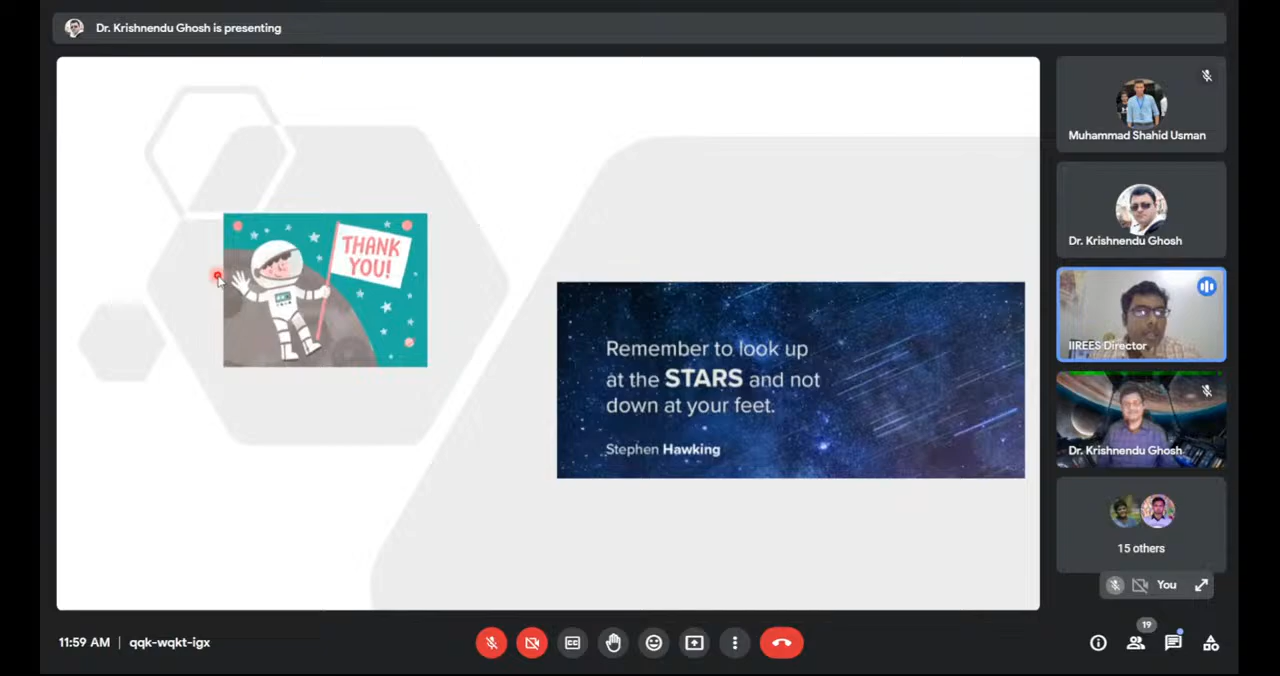 Dr. Krishnendu Ghosh is presenting
THANK
YOU!
Remember to look up
at the STARS and not
down at your feet.
Stephen Hawking
Muhammad Shahid Usman
Dr. Krishnendu Ghosh
IIREES Director
Dr. Krishnendu Ghosh
15 others
You
11:59 AM | qqk-wqkt-igx
19